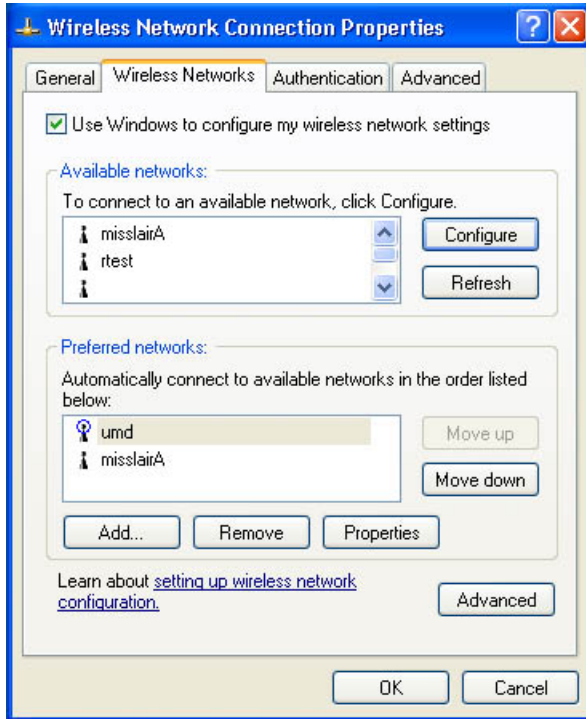 Wireless Network Connection Properties
General Wireless Networks Authentication Advanced
Use Windows to configure my wireless network settings
Available networks:
To connect to an available network, click Configure.
misslairA
rtest
Configure
Refresh
Preferred networks:
Automatically connect to available networks in the order listed
below:
umd
misslairA
Move up
Move down
Add... Remove Properties
Learn about setting up wireless network
configuration.
Advanced
OK Cancel